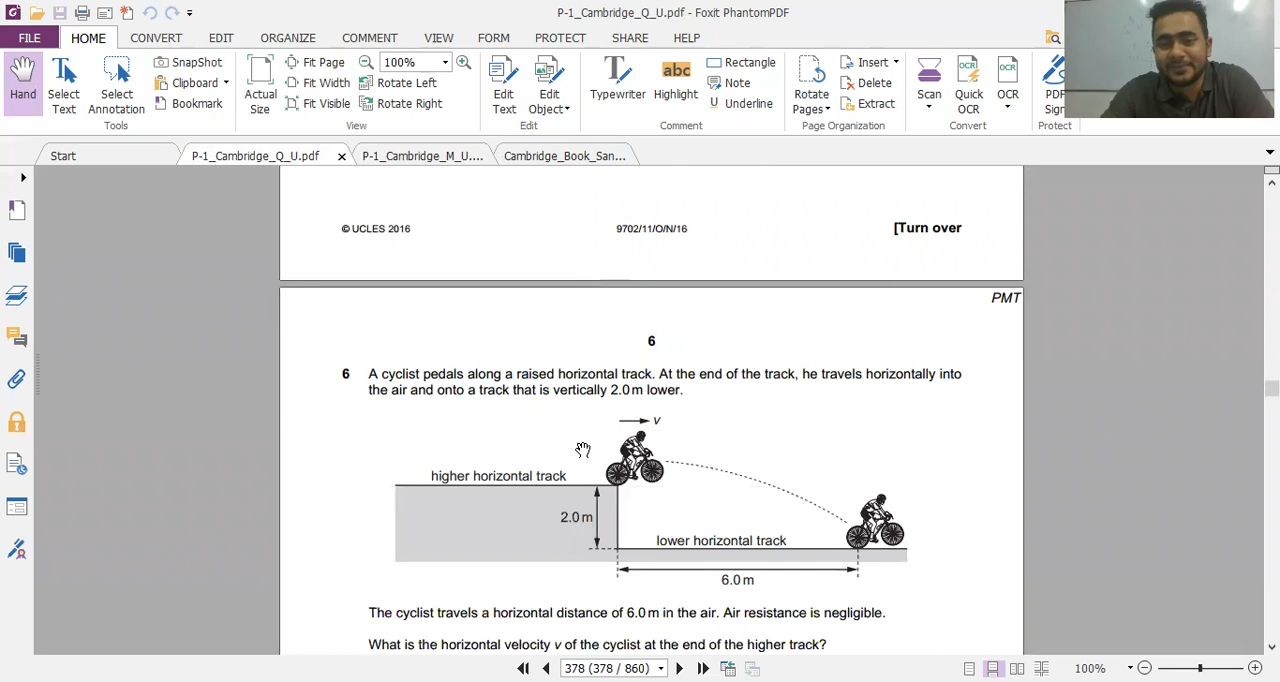 P-1_Cambridge_Q_U.pdf - Foxit PhantomPDF
FILE HOME CONVERT EDIT ORGANIZE COMMENT VIEW FORM PROTECT SHARE HELP
Hand
Select Text
Select Annotation
SnapShot
Clipboard
Bookmark
Tools
Actual Size
Fit Page
Fit Width
Fit Visible
100%
Rotate Left
Rotate Right
View
Edit Text
Edit Object
Edit
Typewriter
abc
Highlight
Rectangle
Note
Underline
Comment
Rotate Pages
Insert
Delete
Extract
Page Organization
Scan
OCR
Quick OCR
OCR
OCR
Convert
PDF
Sign
Protect
Start P-1_Cambridge_Q_U.pdf P-1_Cambridge_M_U.... Cambridge_Book_San...
© UCLES 2016 9702/11/O/N/16 [Turn over
PMT
6
6 A cyclist pedals along a raised horizontal track. At the end of the track, he travels horizontally into
the air and onto a track that is vertically 2.0 m lower.
v
higher horizontal track
2.0 m
lower horizontal track
6.0 m
The cyclist travels a horizontal distance of 6.0 m in the air. Air resistance is negligible.
What is the horizontal velocity v of the cyclist at the end of the higher track?
378 (378 / 860) 100%